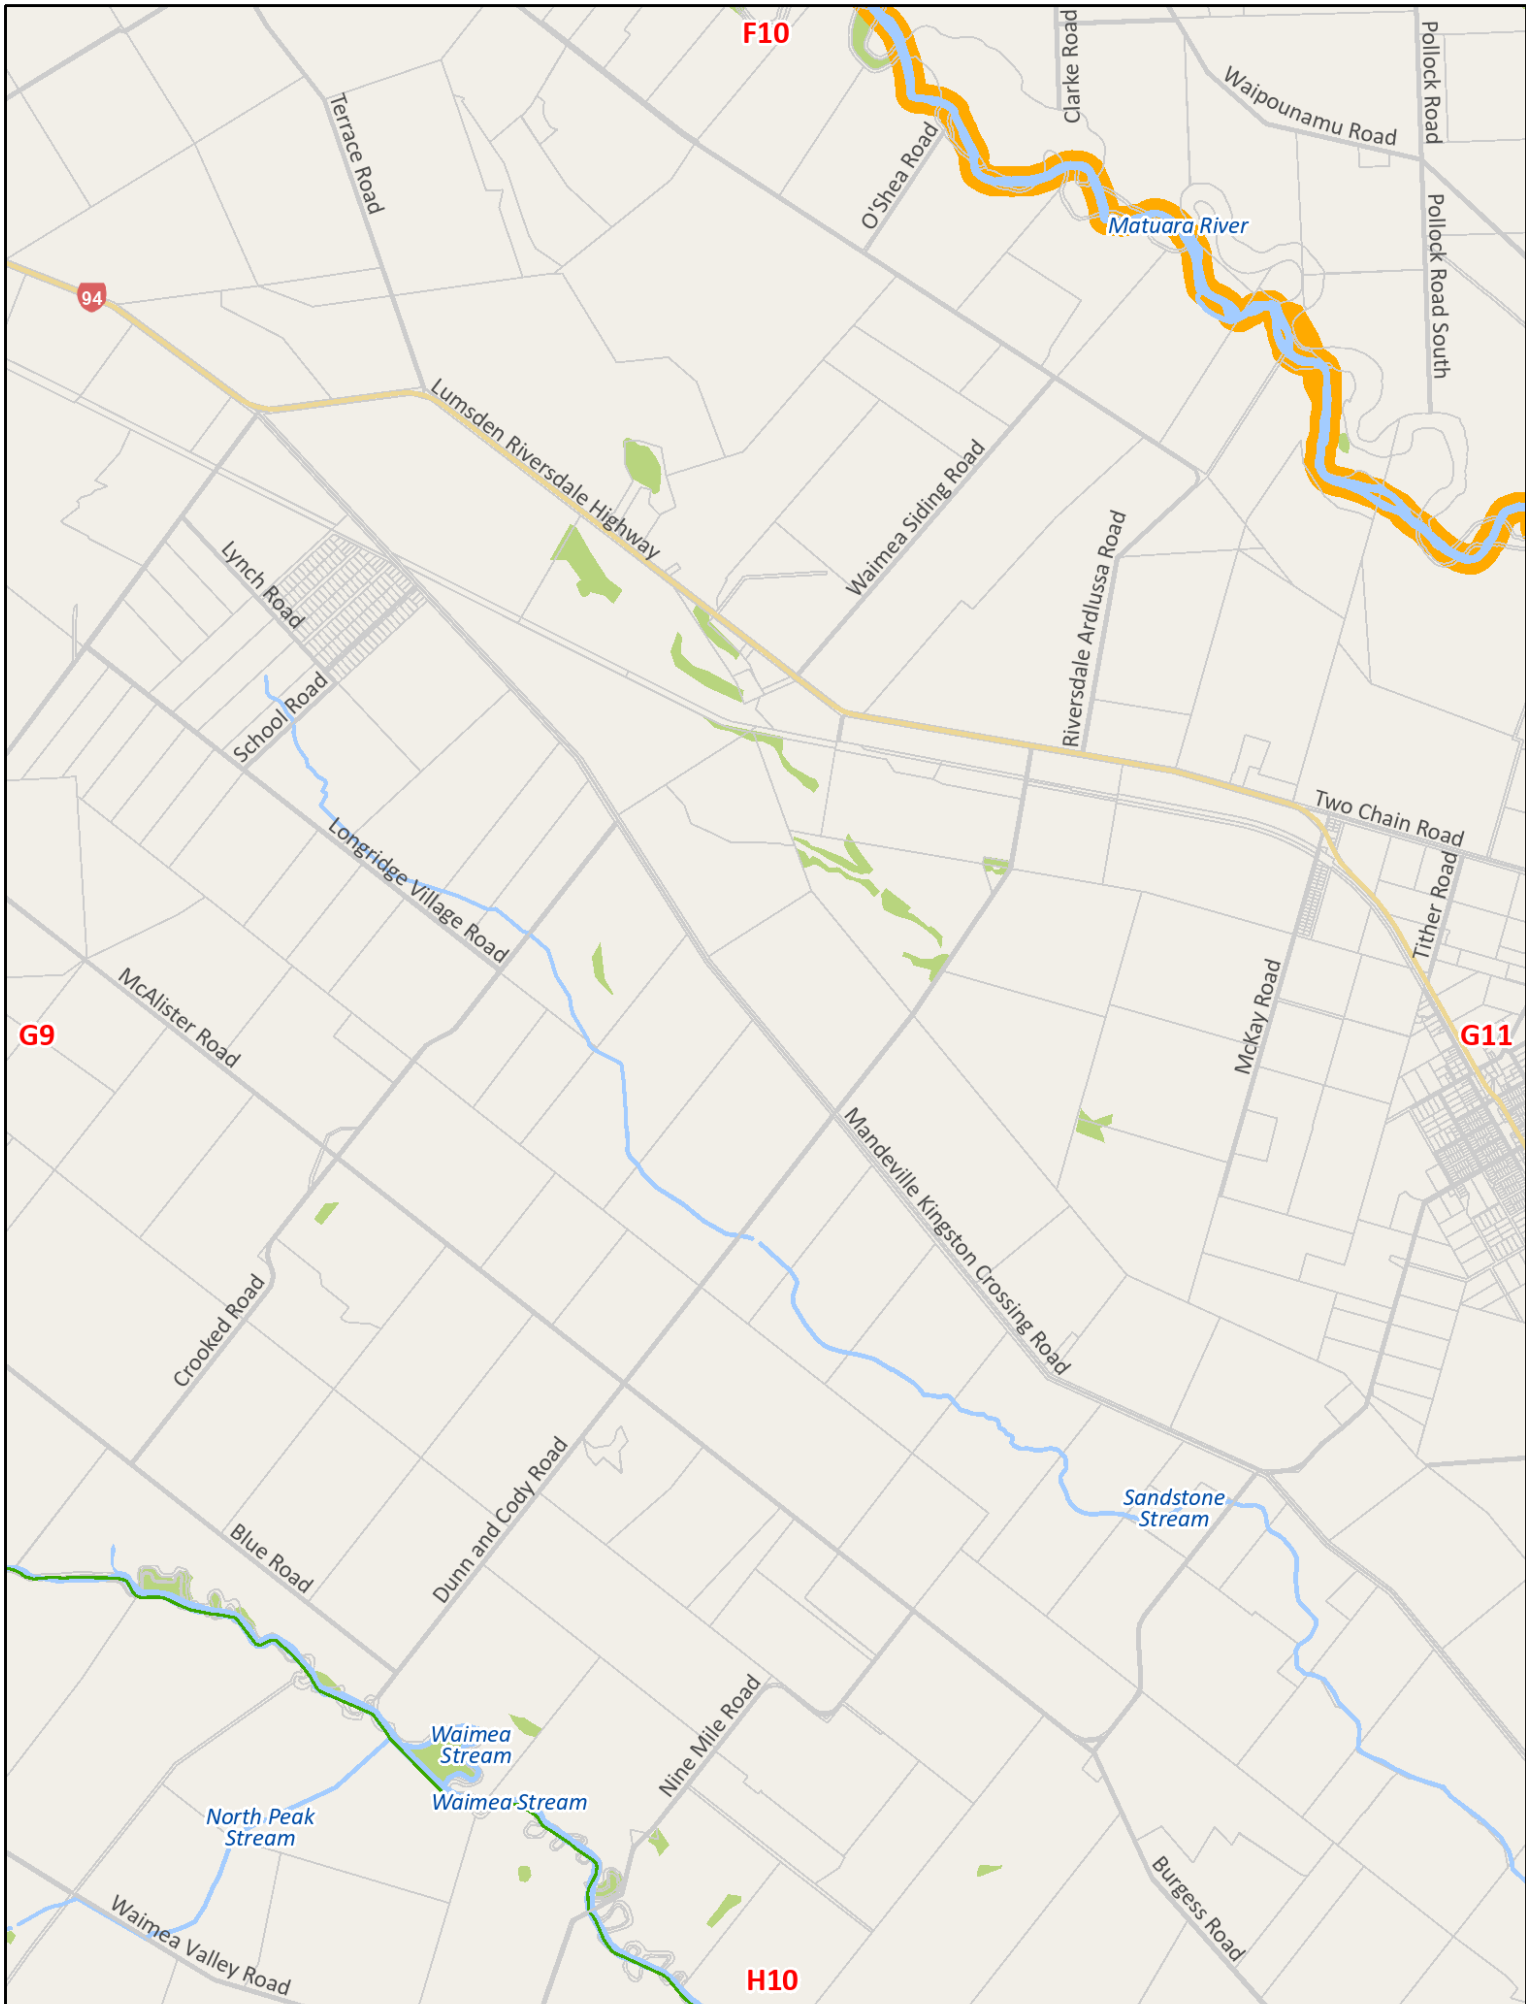 F10
Clarke Road
Pollock Road
Waipounamu Road
Terrace Road
O'Shea Road
Matuara River
Pollock Road South
94
Lumsden Riversdale Highway
Waimea Siding Road
Riversdale Ardlussa Road
Lynch Road
School Road
Two Chain Road
Longridge Village Road
Tither Road
McAlister Road
McKay Road
G9
G11
Mandeville Kingston Crossing Road
Crooked Road
Dunn and Cody Road
Sandstone
Stream
Blue Road
Nine Mile Road
Waimea
Stream
Waimea Stream
North Peak
Stream
Burgess Road
Waimea Valley Road
H10